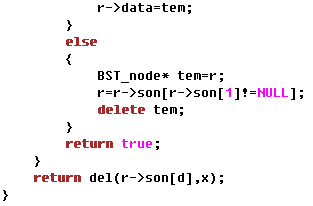 r->data=tem;
        }
        else
        {
            BST_node* tem=r;
            r=r->son[r->son[1]!=NULL];
            delete tem;
        }
        return true;
    }
    return del(r->son[d],x);
}